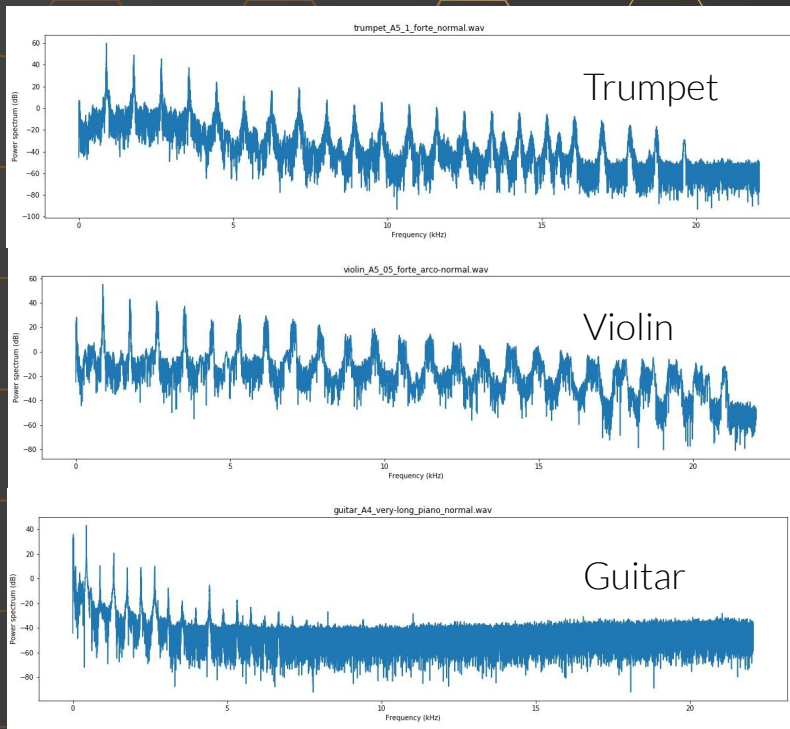 trumpet_A5_1_forte_normal.wav
60
40
20
0
−20
−40
−60
−80
−100
Power spectrum (dB)
Trumpet
0 5 10 15 20
Frequency (kHz)
violin_A5_05_forte_arco-normal.wav
60
40
20
0
−20
−40
−60
−80
Power spectrum (dB)
Violin
0 5 10 15 20
Frequency (kHz)
guitar_A4_very-long_piano_normal.wav
40
20
0
−20
−40
−60
−80
Power spectrum (dB)
Guitar
0 5 10 15 20
Frequency (kHz)